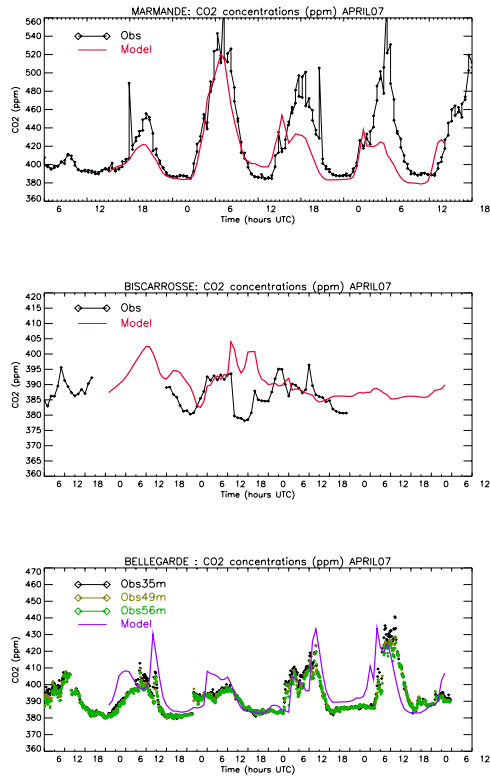 MARMANDE: CO2 concentrations (ppm) APRIL07
560
540
520
500
480
460
440
420
400
380
360
CO2 (ppm)
Obs
Model
6 12 18 0 6 12 18 0 6 12 18
Time (hours UTC)
BISCARROSSE: CO2 concentrations (ppm) APRIL07
420
415
410
405
400
395
390
385
380
375
370
365
360
CO2 (ppm)
Obs
Model
6 12 18 0 6 12 18 0 6 12 18 0 6 12 18 0 6 12 18 0 6 12
Time (hours UTC)
BELLEGARDE : CO2 concentrations (ppm) APRIL07
470
460
450
440
430
420
410
400
390
380
370
360
CO2 (ppm)
Obs35m
Obs49m
Obs56m
Model
6 12 18 0 6 12 18 0 6 12 18 0 6 12 18 0 6 12 18 0 6 12
Time (hours UTC)